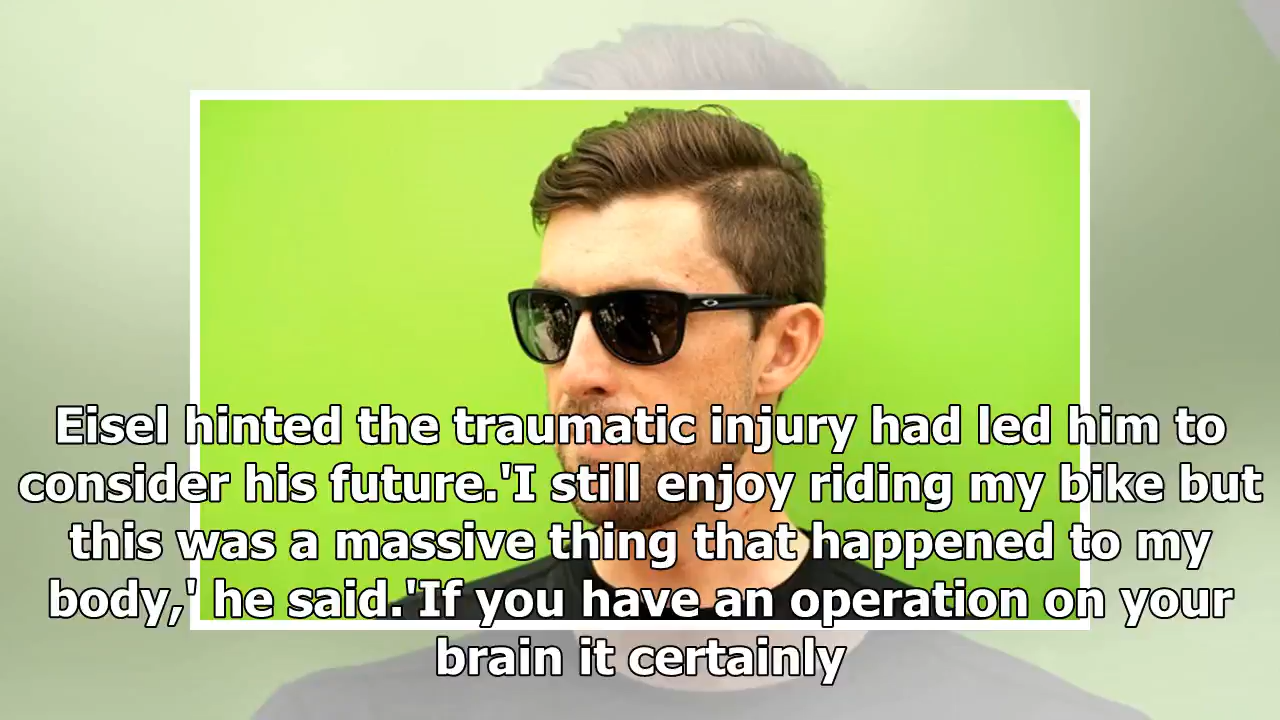 Eisel hinted the traumatic injury had led him to
consider his future.'I still enjoy riding my bike but
this was a massive thing that happened to my
body,' he said.'If you have an operation on your
brain it certainly